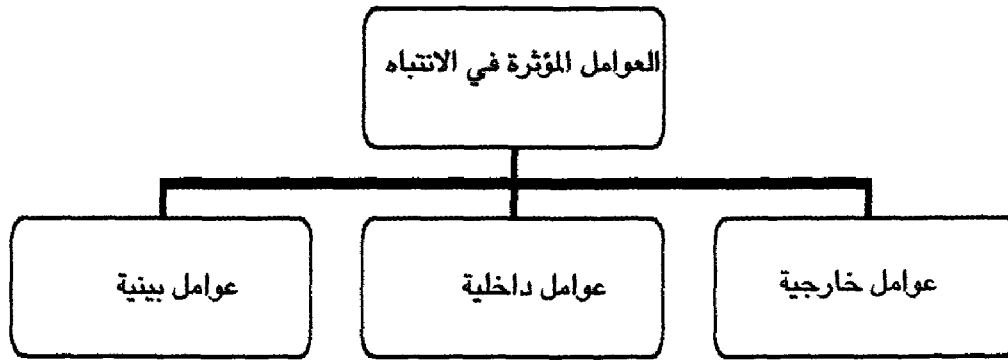 العوامل المؤثرة في الانتباه
عوامل خارجية
عوامل داخلية
عوامل بينية